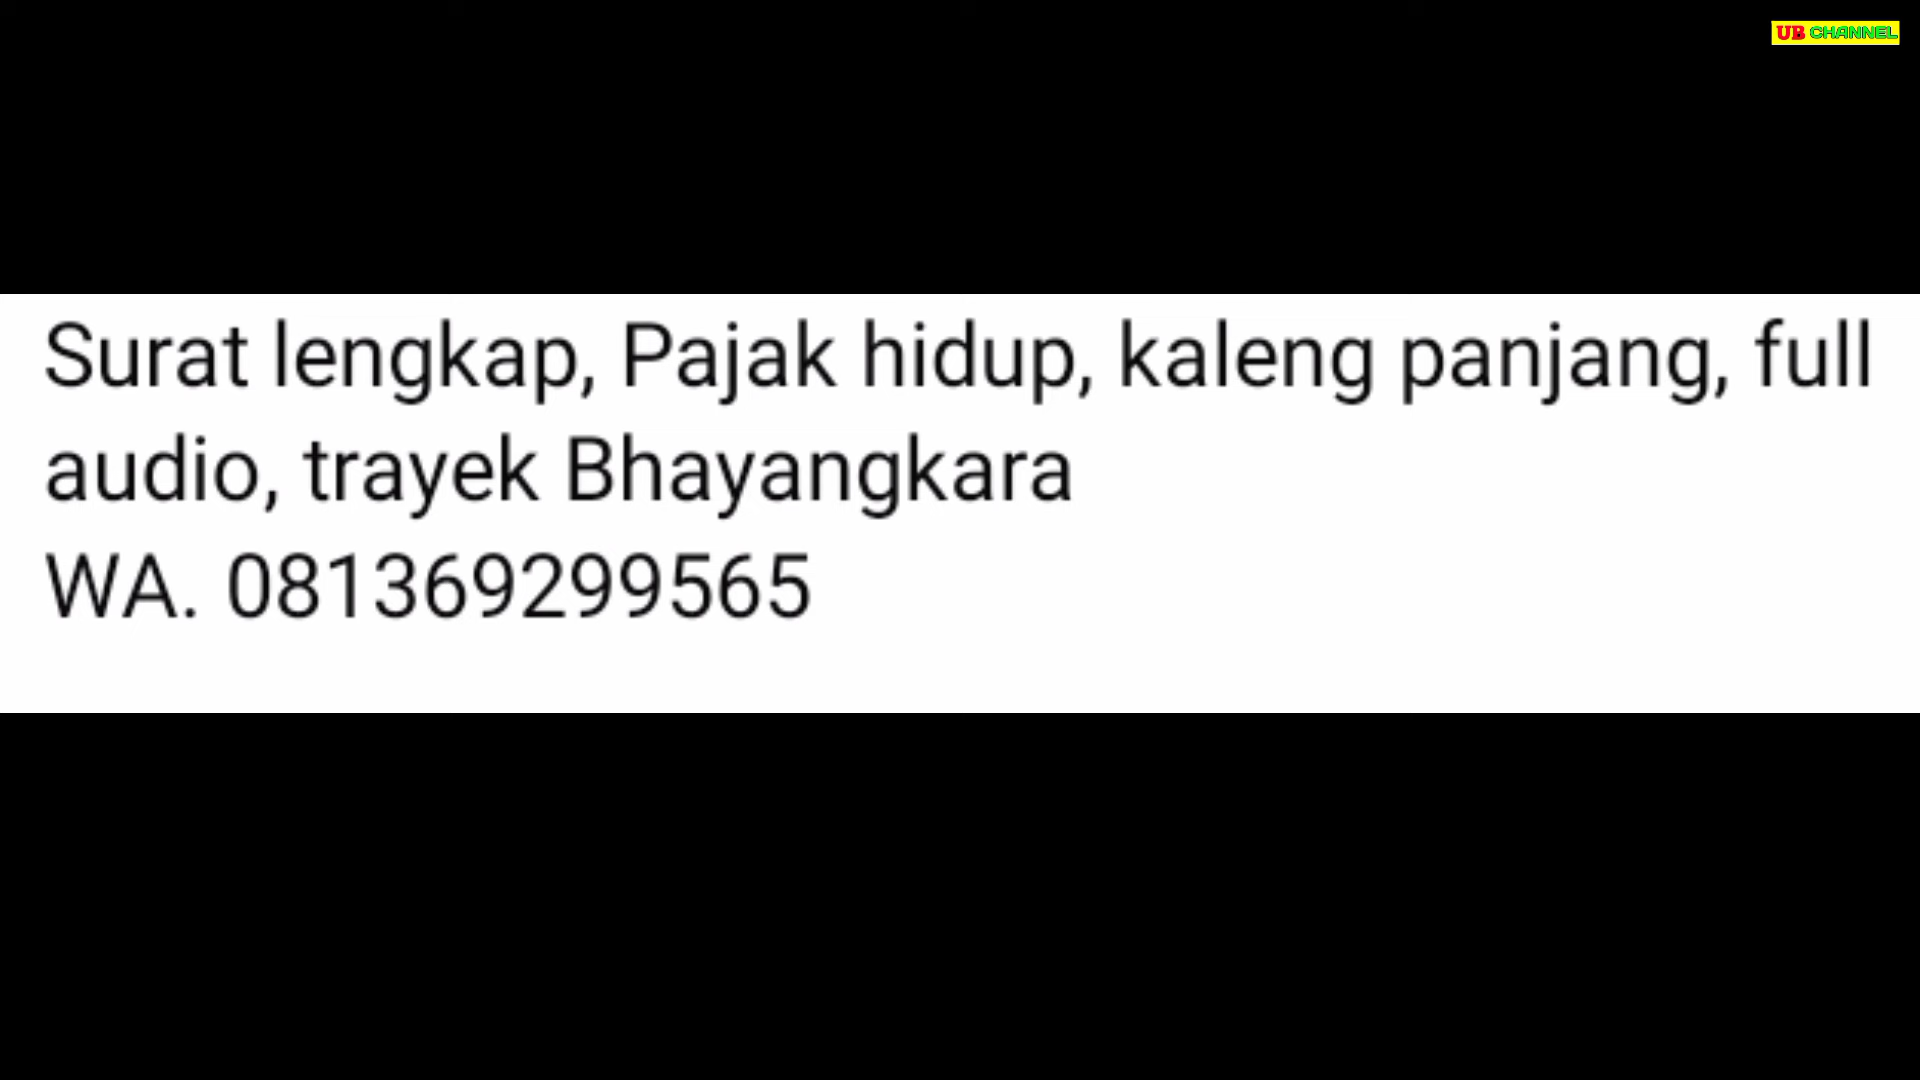 UB CHANNEL
Surat lengkap, Pajak hidup, kaleng panjang, full
audio, trayek Bhayangkara
WA. 081369299565